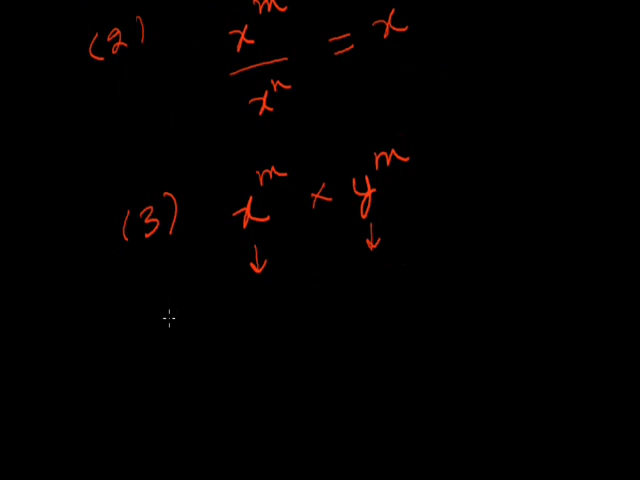 (2) x^m / x^n = x
(3) x^m × y^m